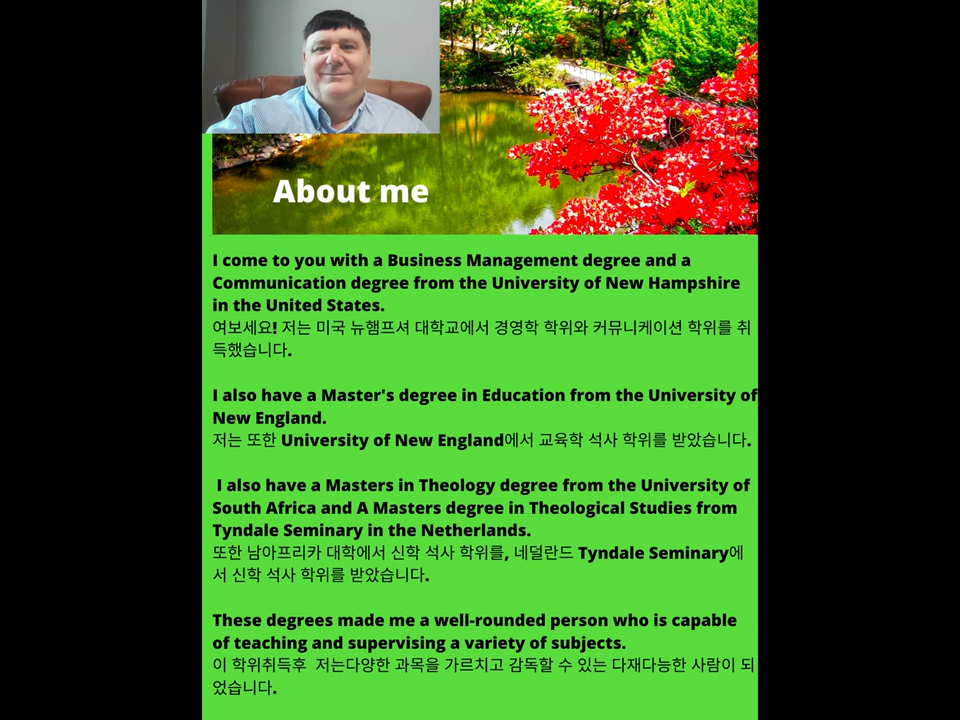 About me
I come to you with a Business Management degree and a
Communication degree from the University of New Hampshire
in the United States.
여보세요! 저는 미국 뉴햄프셔 대학교에서 경영학 학위와 커뮤니케이션 학위를 취
득했습니다.
I also have a Master's degree in Education from the University of
New England.
저는 또한 University of New England에서 교육학 석사 학위를 받았습니다.
I also have a Masters in Theology degree from the University of
South Africa and A Masters degree in Theological Studies from
Tyndale Seminary in the Netherlands.
또한 남아프리카 대학에서 신학 석사 학위를, 네덜란드 Tyndale Seminary에
서 신학 석사 학위를 받았습니다.
These degrees made me a well-rounded person who is capable
of teaching and supervising a variety of subjects.
이 학위취득후 저는다양한 과목을 가르치고 감독할 수 있는 다재다능한 사람이 되
었습니다.